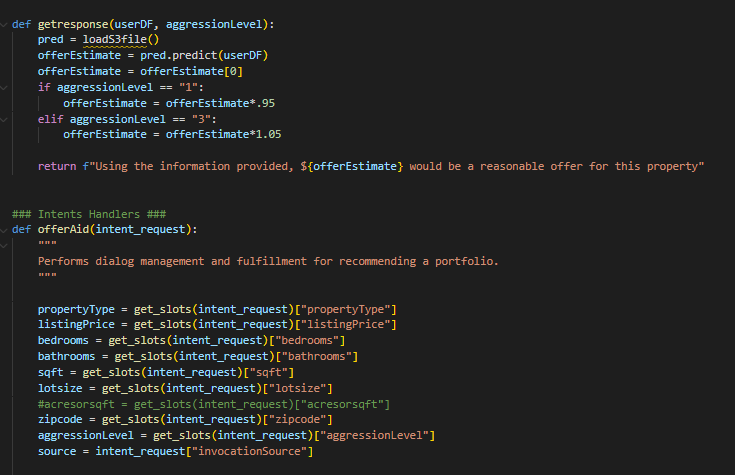 def getresponse(userDF, aggressionLevel):
    pred = loadS3file()
    offerEstimate = pred.predict(userDF)
    offerEstimate = offerEstimate[0]
    if aggressionLevel == "1":
        offerEstimate = offerEstimate*.95
    elif aggressionLevel == "3":
        offerEstimate = offerEstimate*1.05
    return f"Using the information provided, ${offerEstimate} would be a reasonable offer for this property"
### Intents Handlers ###
def offerAid(intent_request):
    """
    Performs dialog management and fulfillment for recommending a portfolio.
    """
    propertyType = get_slots(intent_request)["propertyType"]
    listingPrice = get_slots(intent_request)["listingPrice"]
    bedrooms = get_slots(intent_request)["bedrooms"]
    bathrooms = get_slots(intent_request)["bathrooms"]
    sqft = get_slots(intent_request)["sqft"]
    lotsize = get_slots(intent_request)["lotsize"]
    #acresorsqft = get_slots(intent_request)["acresorsqft"]
    zipcode = get_slots(intent_request)["zipcode"]
    aggressionLevel = get_slots(intent_request)["aggressionLevel"]
    source = intent_request["invocationSource"]